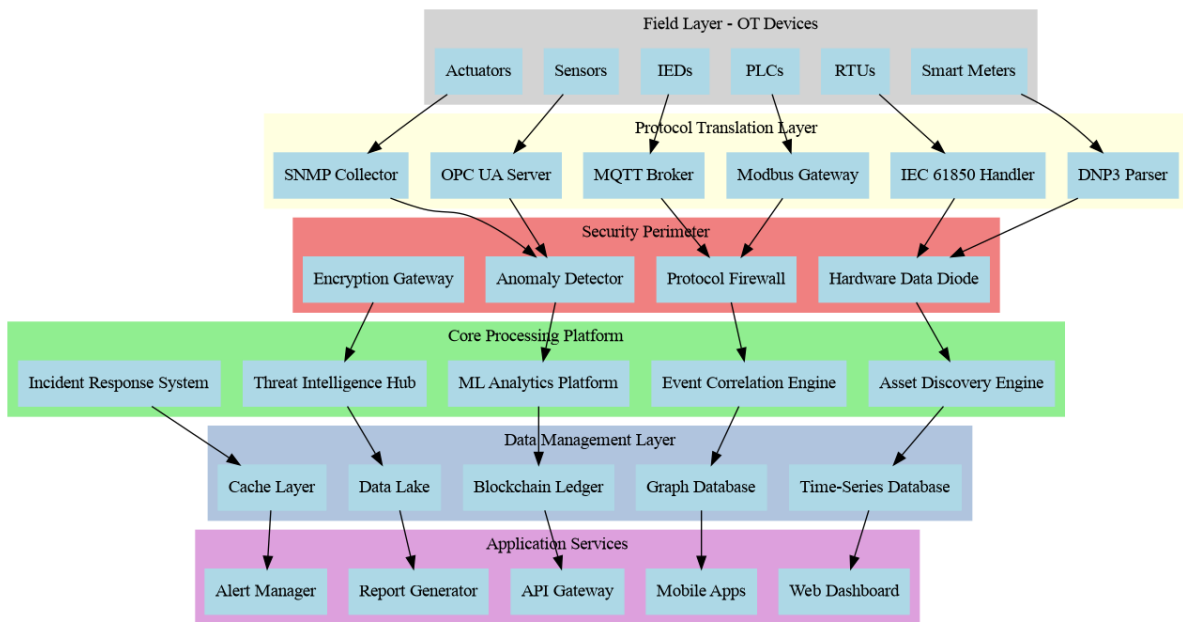 Field Layer - OT Devices
Actuators
Sensors
IEDs
PLCs
RTUs
Smart Meters
Protocol Translation Layer
SNMP Collector
OPC UA Server
MQTT Broker
Modbus Gateway
IEC 61850 Handler
DNP3 Parser
Security Perimeter
Encryption Gateway
Anomaly Detector
Protocol Firewall
Hardware Data Diode
Core Processing Platform
Incident Response System
Threat Intelligence Hub
ML Analytics Platform
Event Correlation Engine
Asset Discovery Engine
Data Management Layer
Cache Layer
Data Lake
Blockchain Ledger
Graph Database
Time-Series Database
Application Services
Alert Manager
Report Generator
API Gateway
Mobile Apps
Web Dashboard